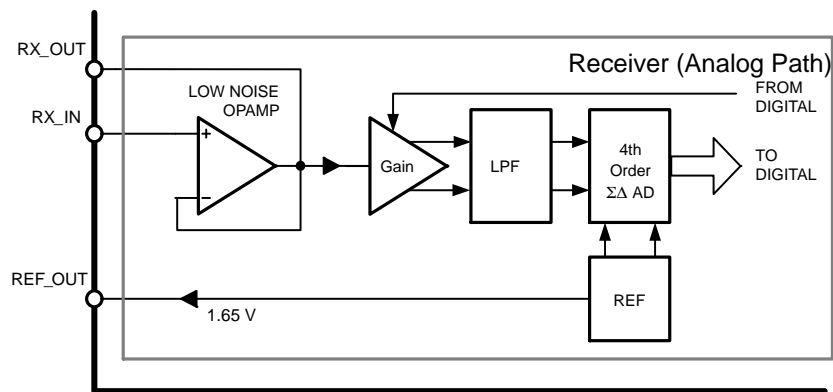 RX_OUT
Receiver (Analog Path)
LOW NOISE
OPAMP
FROM
DIGITAL
RX_IN
+
Gain
LPF
4th
Order
ΣΔ AD
TO
DIGITAL
−
REF_OUT
1.65 V
REF